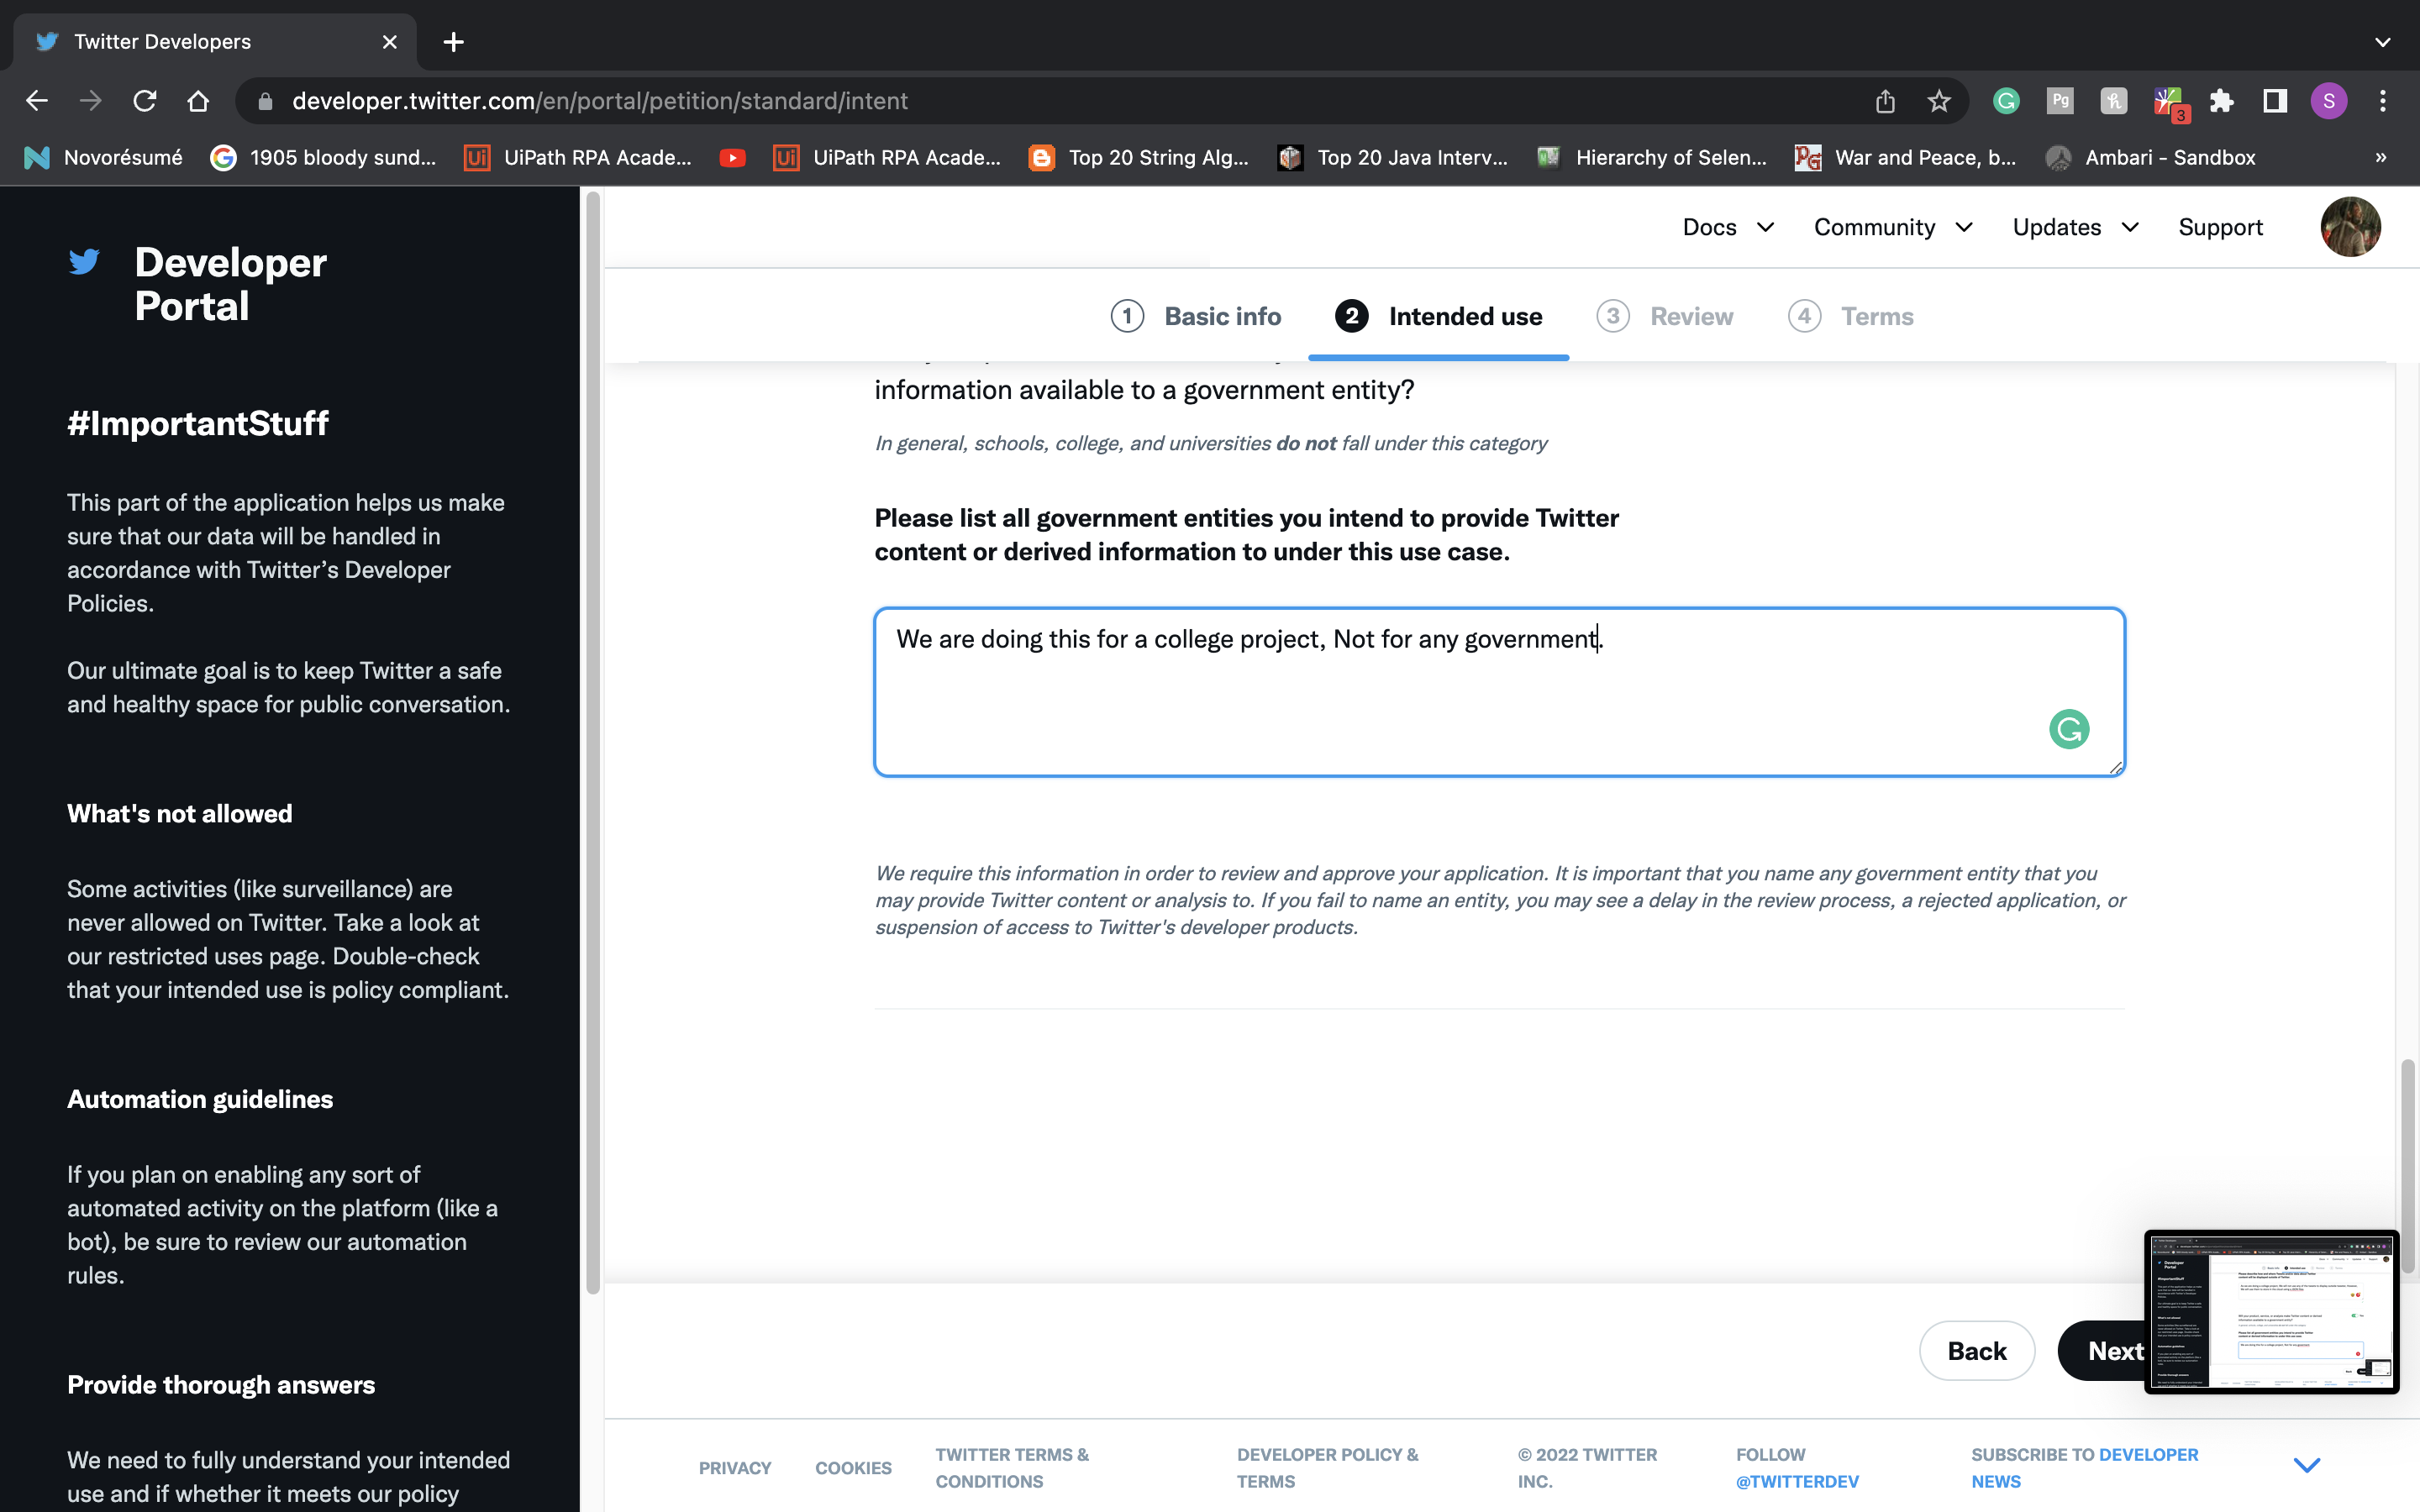 Twitter Developers
developer.twitter.com/en/portal/petition/standard/intent
Pg
3
S
Novorésumé
1905 bloody sund...
UiPath RPA Acade...
UiPath RPA Acade...
Top 20 String Alg...
Top 20 Java Interv...
Hierarchy of Selen...
War and Peace, b...
Ambari - Sandbox
»
Developer
Portal
#ImportantStuff
This part of the application helps us make
sure that our data will be handled in
accordance with Twitter’s Developer
Policies.
Our ultimate goal is to keep Twitter a safe
and healthy space for public conversation.
What's not allowed
Some activities (like surveillance) are
never allowed on Twitter. Take a look at
our restricted uses page. Double-check
that your intended use is policy compliant.
Automation guidelines
If you plan on enabling any sort of
automated activity on the platform (like a
bot), be sure to review our automation
rules.
Provide thorough answers
We need to fully understand your intended
use and if whether it meets our policy
Docs
Community
Updates
Support
1 Basic info
2 Intended use
3 Review
4 Terms
information available to a government entity?
In general, schools, college, and universities do not fall under this category
Please list all government entities you intend to provide Twitter
content or derived information to under this use case.
We are doing this for a college project, Not for any government.
We require this information in order to review and approve your application. It is important that you name any government entity that you
may provide Twitter content or analysis to. If you fail to name an entity, you may see a delay in the review process, a rejected application, or
suspension of access to Twitter's developer products.
Back
Next
PRIVACY
COOKIES
TWITTER TERMS &
CONDITIONS
DEVELOPER POLICY &
TERMS
© 2022 TWITTER
INC.
FOLLOW
@TWITTERDEV
SUBSCRIBE TO DEVELOPER
NEWS